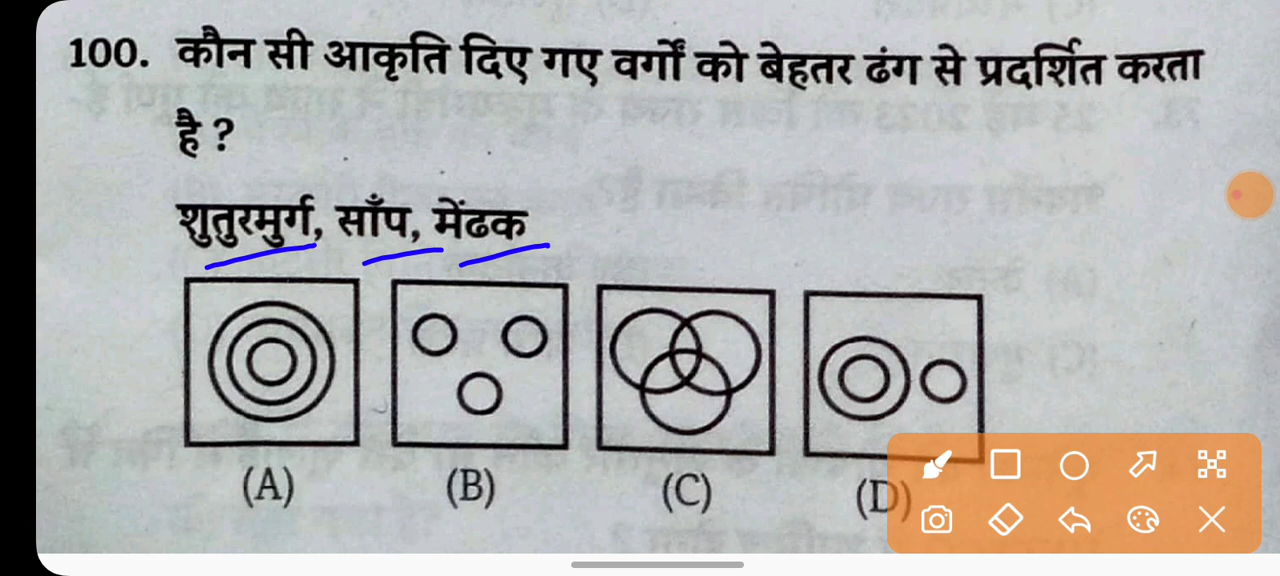 100. कौन सी आकृति दिए गए वर्गों को बेहतर ढंग से प्रदर्शित करता
है ?
शुतुरमुर्ग, साँप, मेंढक
(A) (B) (C) (D)